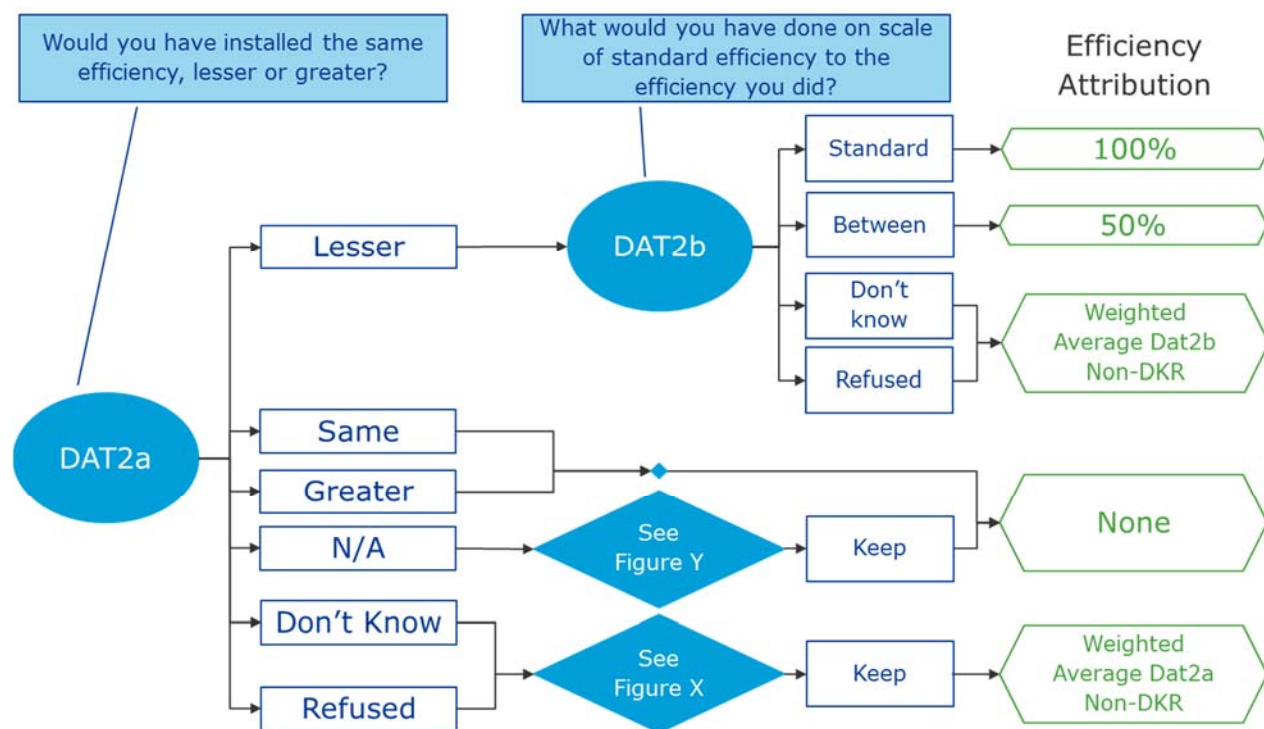 Would you have installed the same
efficiency, lesser or greater?
What would you have done on scale
of standard efficiency to the
efficiency you did?
Efficiency
Attribution
Standard
100%
Lesser
DAT2b
Between
50%
Don't
know
Weighted
Average Dat2b
Non-DKR
Refused
DAT2a
Same
Greater
N/A
See
Figure Y
Keep
None
Don't Know
Refused
See
Figure X
Keep
Weighted
Average Dat2a
Non-DKR